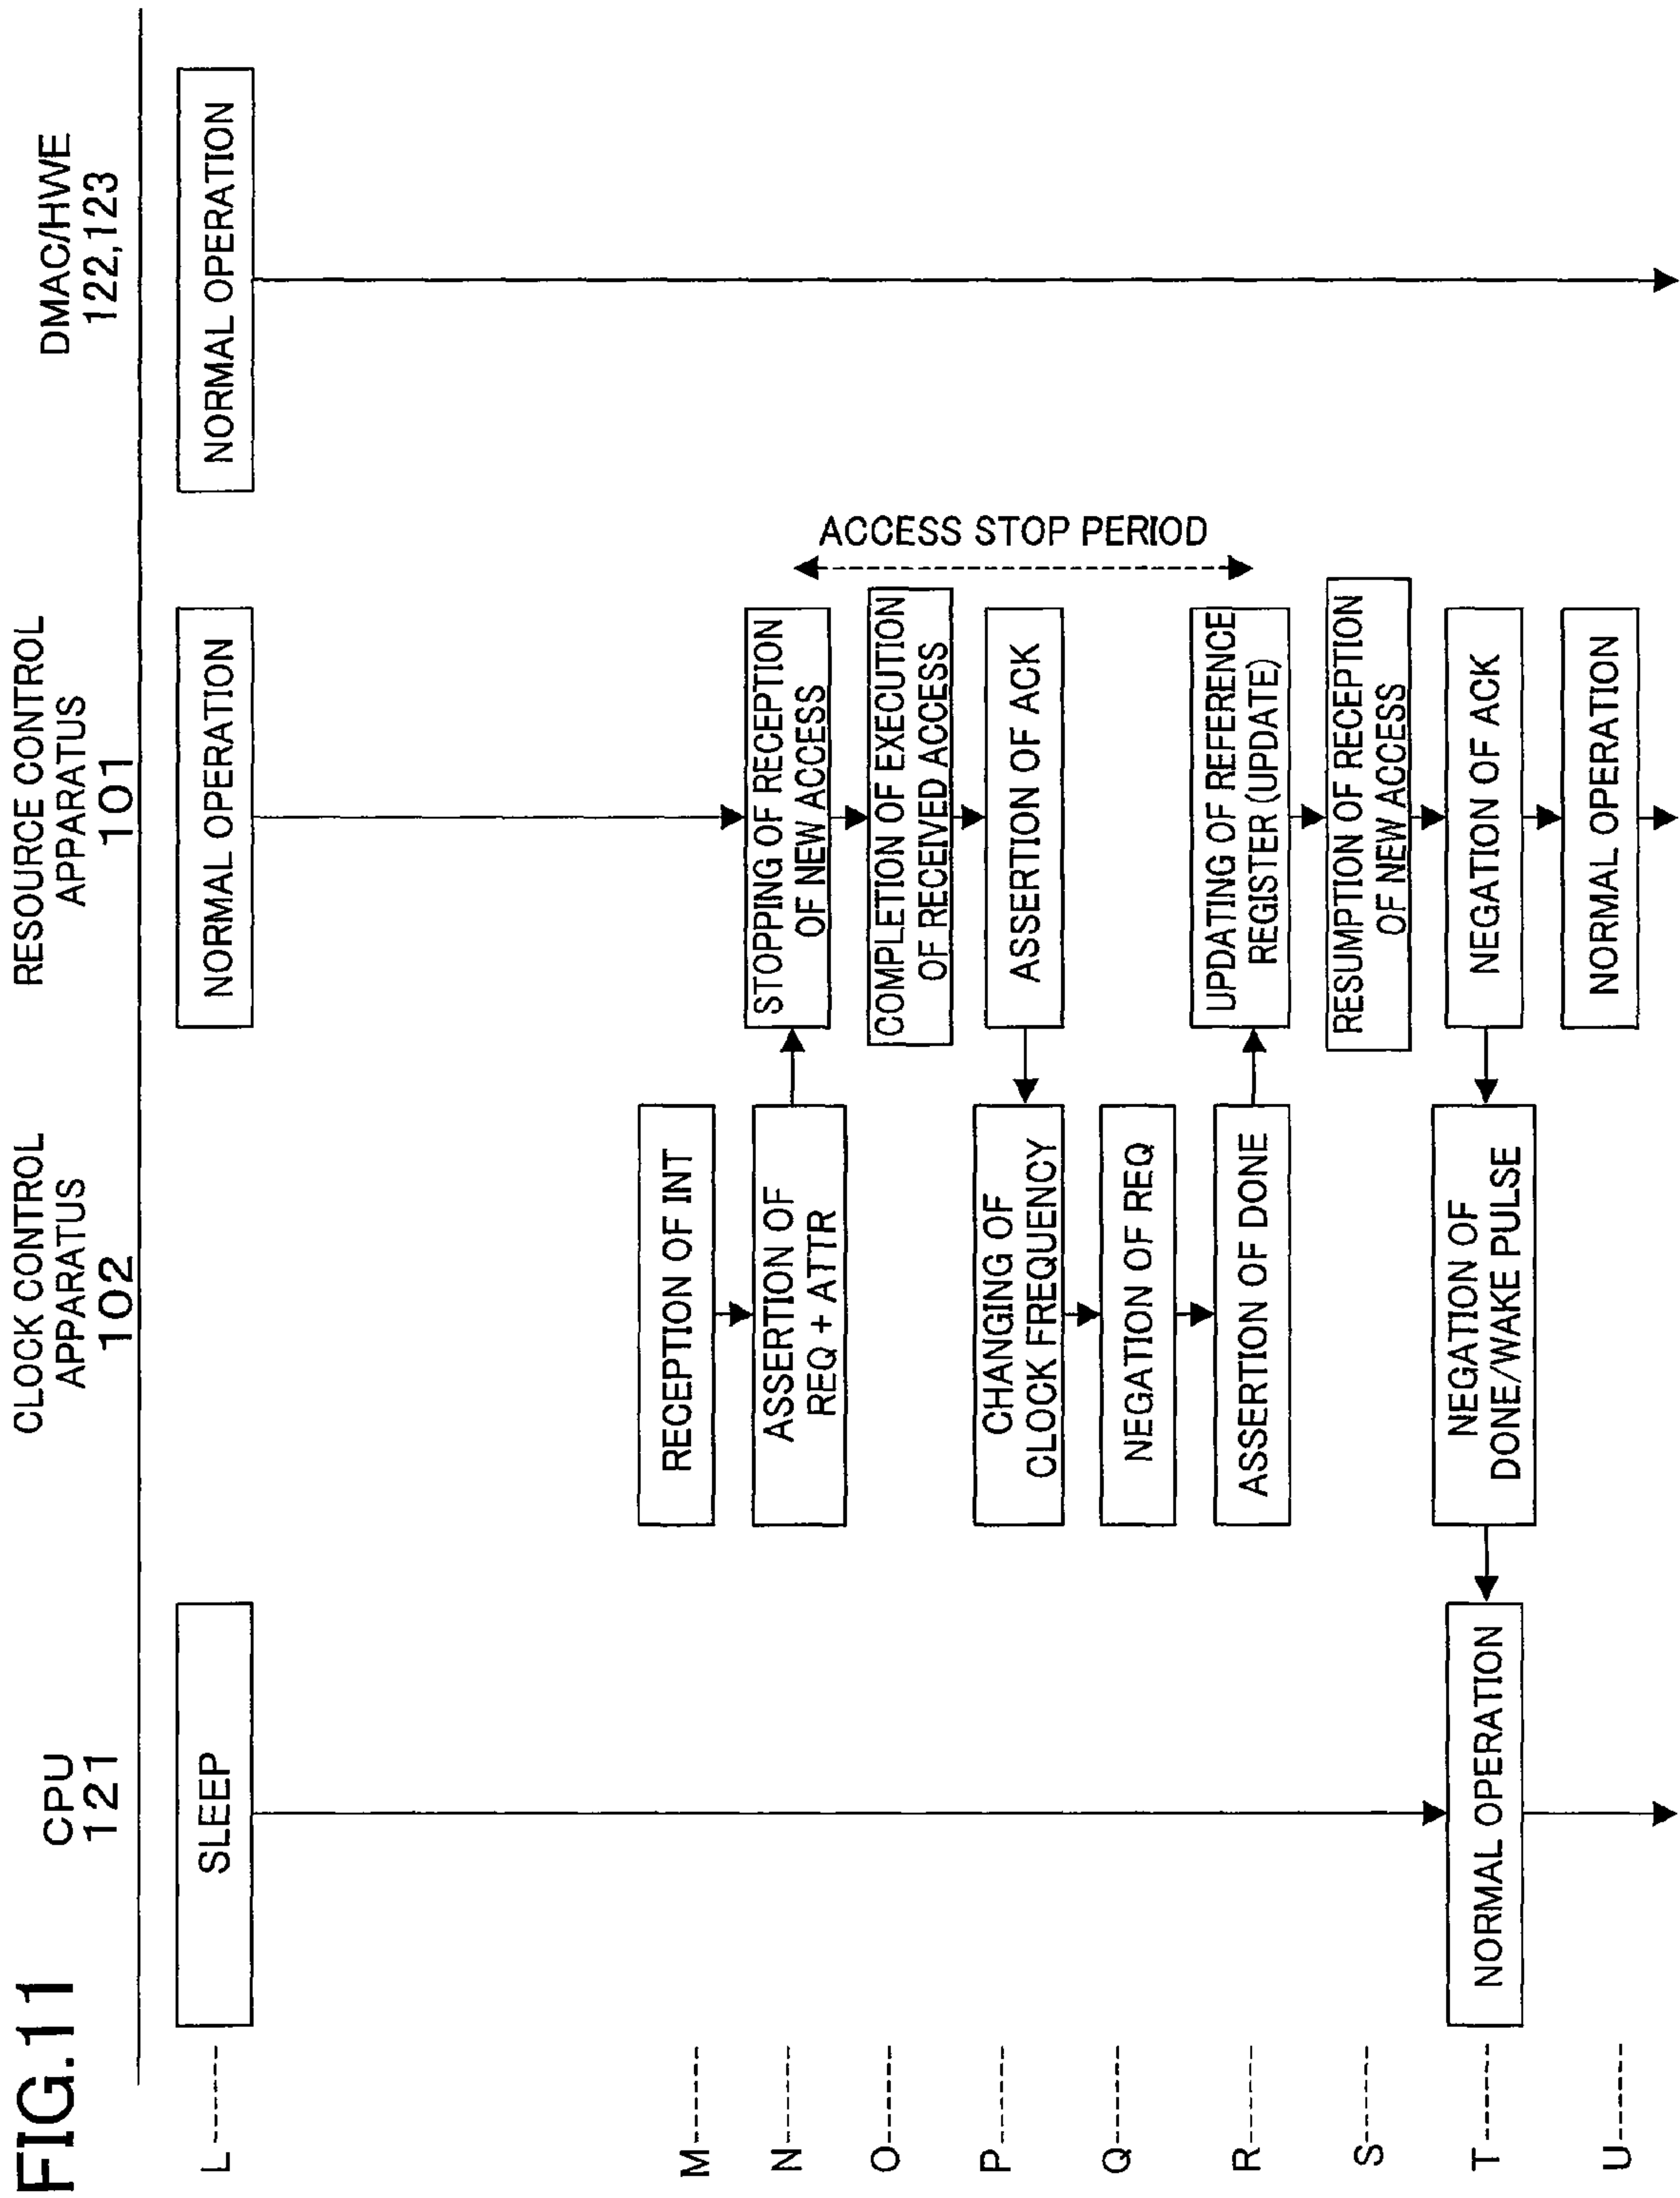 FIG.11
CPU
121
CLOCK CONTROL
APPARATUS
102
RESOURCE CONTROL
APPARATUS
101
DMAC/HWE
122,123
L
SLEEP
NORMAL OPERATION
NORMAL OPERATION
M
RECEPTION OF INT
N
ASSERTION OF
REQ + ATTR
STOPPING OF RECEPTION
OF NEW ACCESS
ACCESS STOP PERIOD
O
COMPLETION OF EXECUTION
OF RECEIVED ACCESS
P
CHANGING OF
CLOCK FREQUENCY
ASSERTION OF ACK
Q
NEGATION OF REQ
R
ASSERTION OF DONE
UPDATING OF REFERENCE
REGISTER (UPDATE)
S
RESUMPTION OF RECEPTION
OF NEW ACCESS
T
NORMAL OPERATION
NEGATION OF
DONE/WAKE PULSE
NEGATION OF ACK
U
NORMAL OPERATION